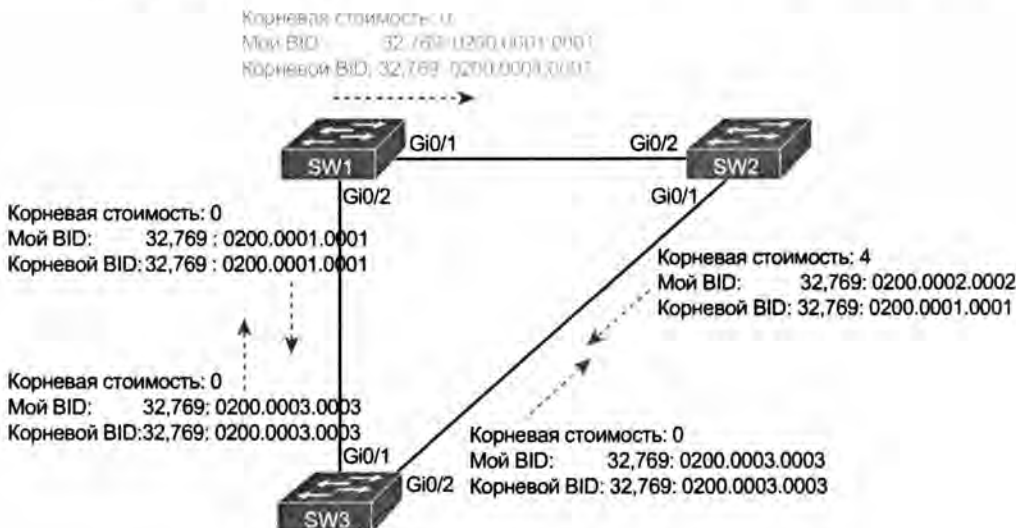 Корневая стоимость: 0
Мой BID: 32,769: 0200.0001.0001
Корневой BID: 32,769: 0200.0001.0001
Gi0/1
Gi0/2
SW1
SW2
Gi0/2
Gi0/1
Корневая стоимость: 0
Мой BID: 32,769 : 0200.0001.0001
Корневой BID: 32,769 : 0200.0001.0001
Корневая стоимость: 4
Мой BID: 32,769: 0200.0002.0002
Корневой BID: 32,769: 0200.0001.0001
Корневая стоимость: 0
Мой BID: 32,769: 0200.0003.0003
Корневой BID:32,769: 0200.0003.0003
Корневая стоимость: 0
Мой BID: 32,769: 0200.0003.0003
Корневой BID: 32,769: 0200.0003.0003
Gi0/1
Gi0/2
SW3